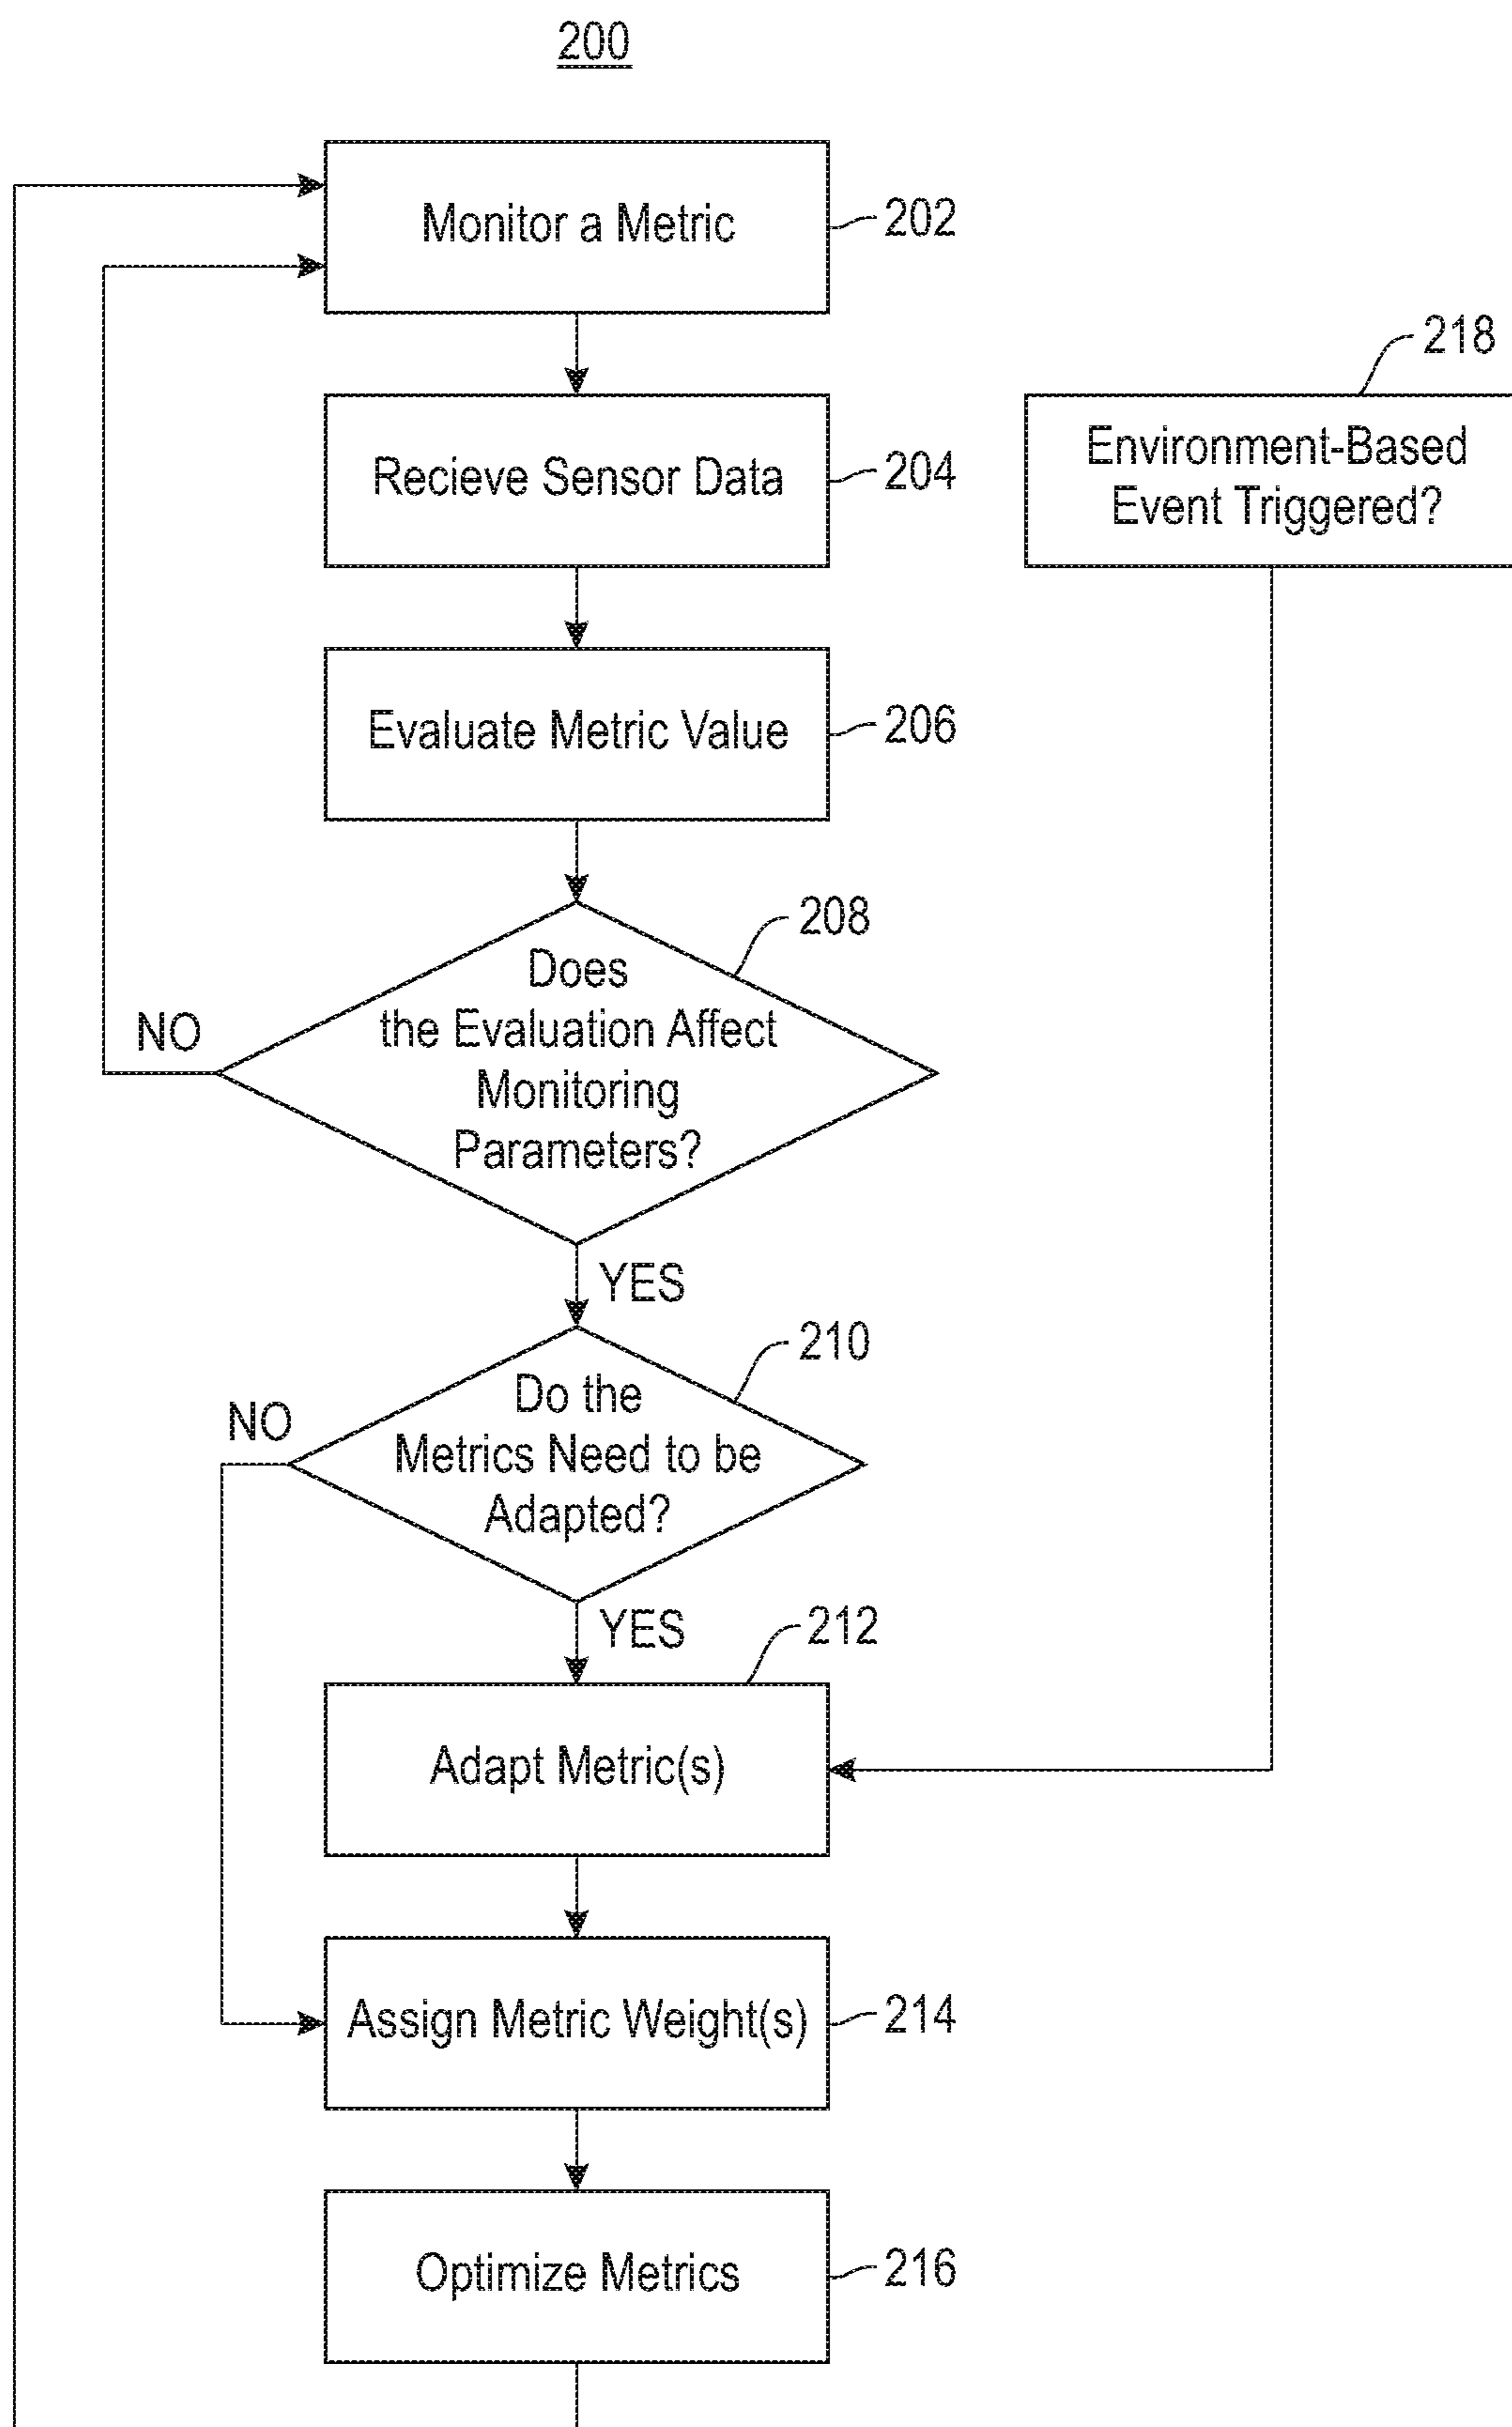 200
Monitor a Metric
202
218
Recieve Sensor Data
204
Environment-Based
Event Triggered?
Evaluate Metric Value
206
208
Does
the Evaluation Affect
Monitoring
Parameters?
NO
YES
210
Do the
Metrics Need to be
Adapted?
NO
YES
212
Adapt Metric(s)
Assign Metric Weight(s)
214
Optimize Metrics
216